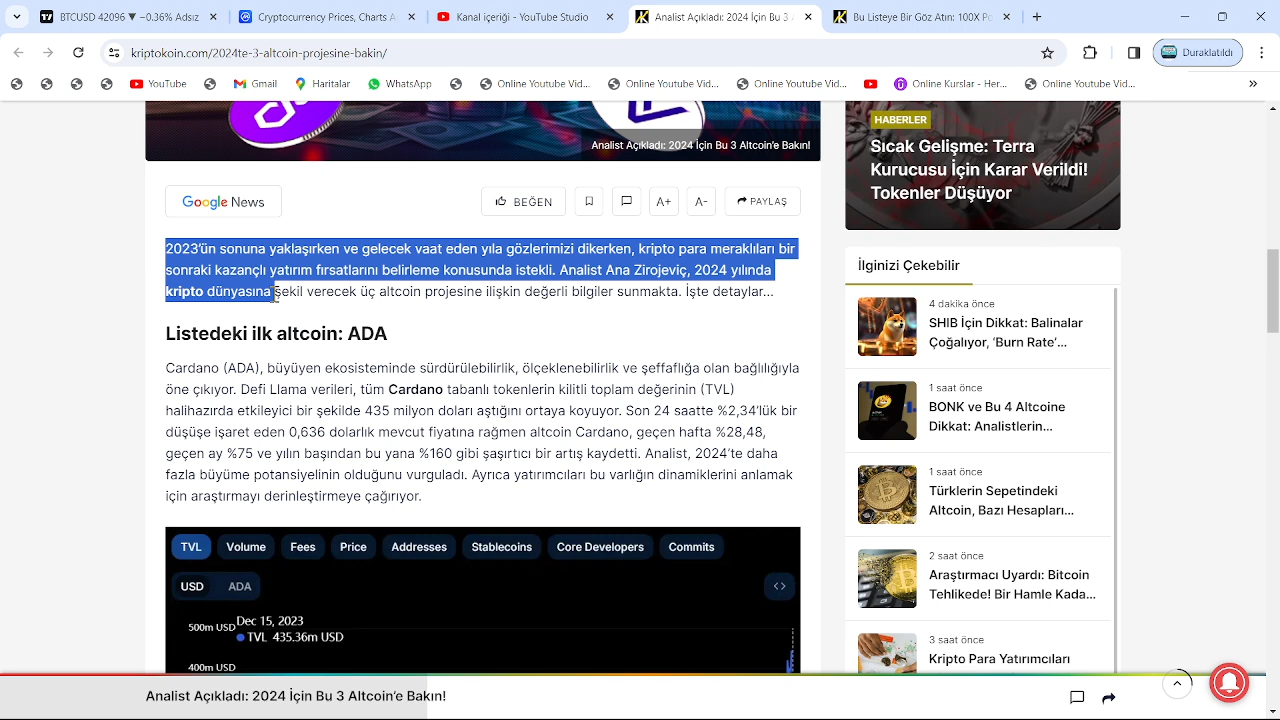 BTCUSD 42069 ▼ −0.36% Adsız
Cryptocurrency Prices, Charts A
Kanal içeriği - YouTube Studio
Analist Açıkladı: 2024 İçin Bu 3
Bu Listeye Bir Göz Atın: 100X Po
kriptokoin.com/2024te-3-altcoin-projesine-bakin/
Duraklatıldı
YouTube
Gmail
Haritalar
WhatsApp
Online Youtube Vid...
Online Youtube Vid...
Online Youtube Vid...
Online Kurslar - Her...
Online Youtube Vid...
Analist Açıkladı: 2024 İçin Bu 3 Altcoin’e Bakın!
Google News
BEĞEN
A+
A-
PAYLAŞ
2023’ün sonuna yaklaşırken ve gelecek vaat eden yıla gözlerimizi dikerken, kripto para meraklıları bir
sonraki kazançlı yatırım fırsatlarını belirleme konusunda istekli. Analist Ana Zirojeviç, 2024 yılında
kripto dünyasına şekil verecek üç altcoin projesine ilişkin değerli bilgiler sunmakta. İşte detaylar…
Listedeki ilk altcoin: ADA
Cardano (ADA), büyüyen ekosisteminde sürdürülebilirlik, ölçeklenebilirlik ve şeffaflığa olan bağlılığıyla
öne çıkıyor. Defi Llama verileri, tüm Cardano tabanlı tokenlerin kilitli toplam değerinin (TVL)
halihazırda etkileyici bir şekilde 435 milyon doları aştığını ortaya koyuyor. Son 24 saatte %2,34’lük bir
düşüşe işaret eden 0,636 dolarlık mevcut fiyatına rağmen altcoin Cardano, geçen hafta %28,48,
geçen ay %75 ve yılın başından bu yana %160 gibi şaşırtıcı bir artış kaydetti. Analist, 2024’te daha
fazla büyüme potansiyelinin olduğunu vurguladı. Ayrıca yatırımcıları bu varlığın dinamiklerini anlamak
için araştırmayı derinleştirmeye çağırıyor.
TVL
Volume
Fees
Price
Addresses
Stablecoins
Core Developers
Commits
USD
ADA
Dec 15, 2023
500m USD
TVL 435.36m USD
400m USD
HABERLER
Sıcak Gelişme: Terra
Kurucusu İçin Karar Verildi!
Tokenler Düşüyor
İlginizi Çekebilir
4 dakika önce
SHIB İçin Dikkat: Balinalar
Çoğalıyor, ‘Burn Rate’…
1 saat önce
BONK ve Bu 4 Altcoine
Dikkat: Analistlerin…
1 saat önce
Türklerin Sepetindeki
Altcoin, Bazı Hesapları…
2 saat önce
Araştırmacı Uyardı: Bitcoin
Tehlikede! Bir Hamle Kada…
3 saat önce
Kripto Para Yatırımcıları
Analist Açıkladı: 2024 İçin Bu 3 Altcoin’e Bakın!